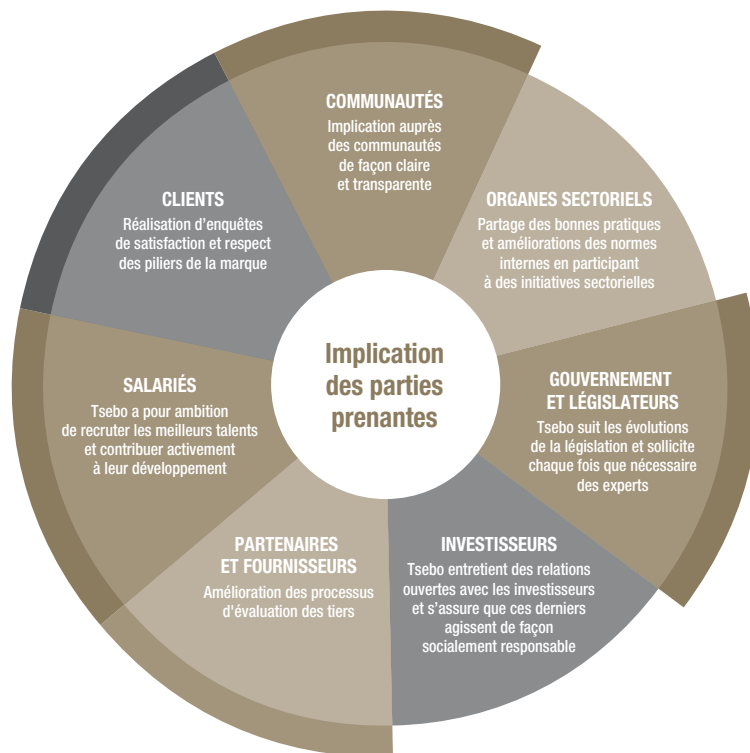 COMMUNAUTÉS
Implication auprès
des communautés
de façon claire
et transparente
ORGANES SECTORIELS
Partage des bonnes pratiques
et améliorations des normes
internes en participant
à des initiatives sectorielles
GOUVERNEMENT
ET LÉGISLATEURS
Tsebo suit les évolutions
de la législation et sollicite
chaque fois que nécessaire
des experts
INVESTISSEURS
Tsebo entretient des relations
ouvertes avec les investisseurs
et s’assure que ces derniers
agissent de façon
socialement responsable
PARTENAIRES
ET FOURNISSEURS
Amélioration des processus
d'évaluation des tiers
SALARIÉS
Tsebo a pour ambition
de recruter les meilleurs talents
et contribuer activement
à leur développement
CLIENTS
Réalisation d’enquêtes
de satisfaction et respect
des piliers de la marque
Implication
des parties
prenantes